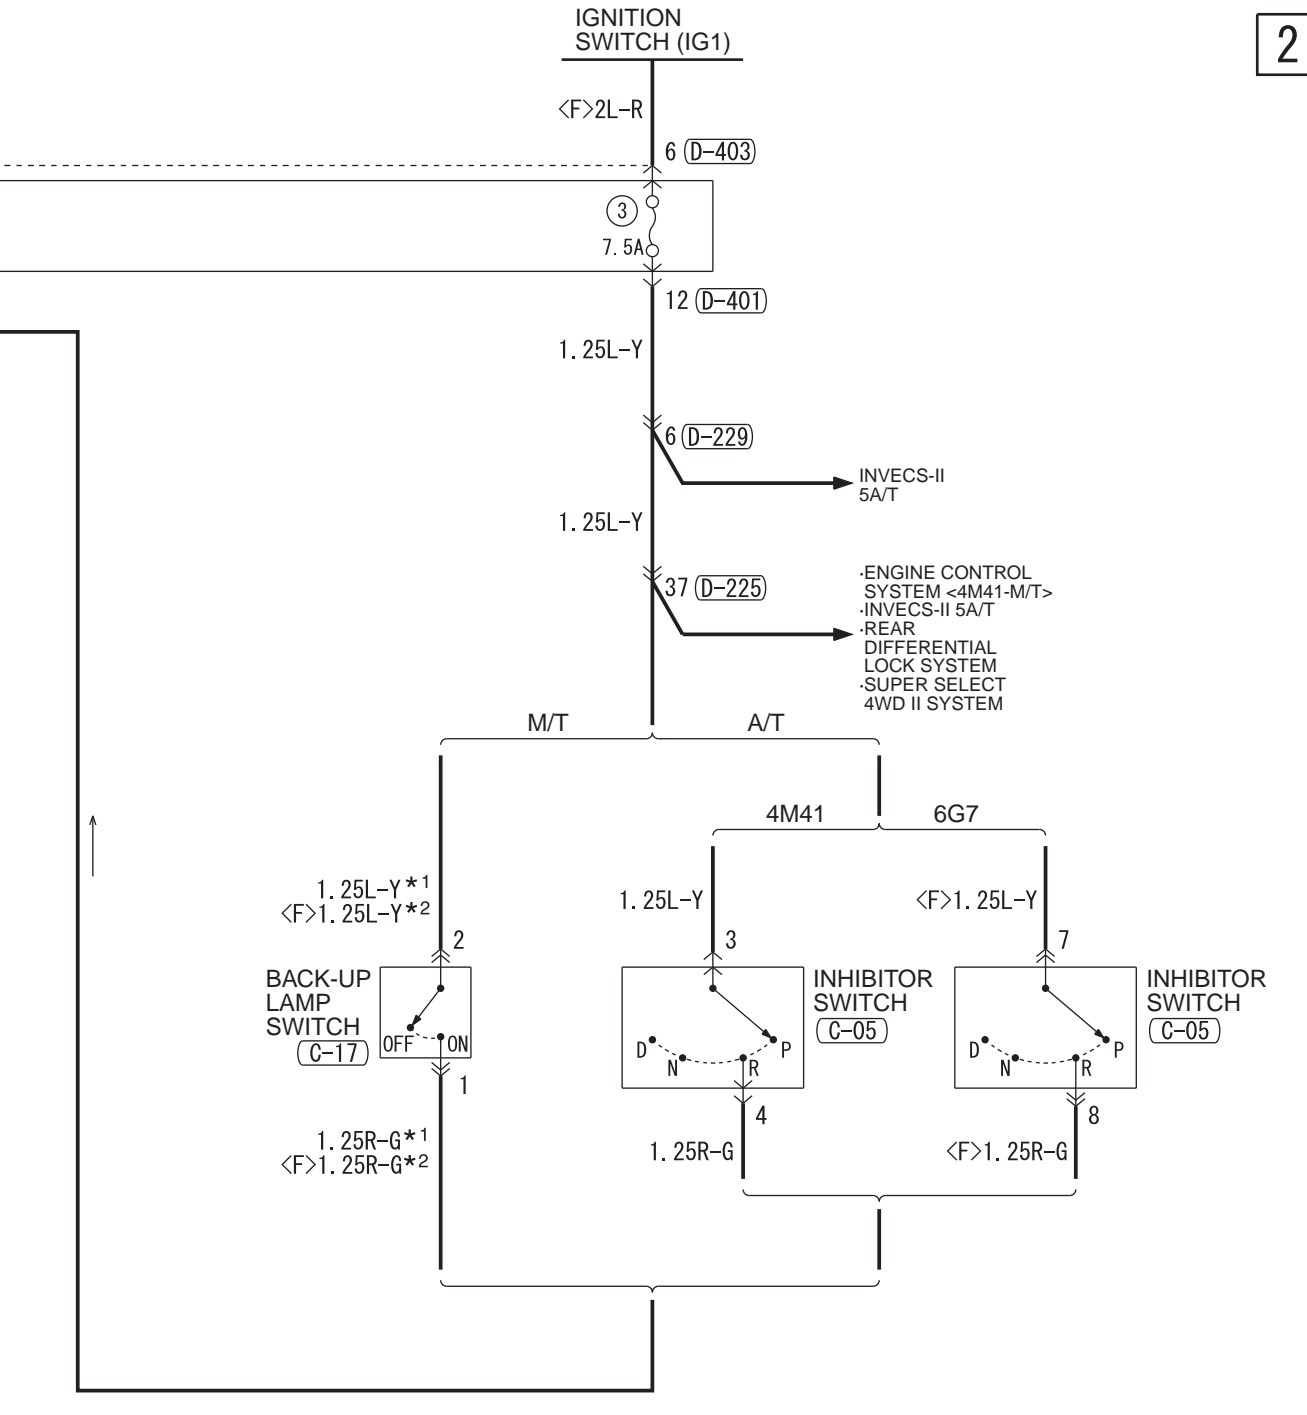 IGNITION
SWITCH (IG1)
2
<F>2L-R
6 (D-403)
3
7.5A
12 (D-401)
1.25L-Y
6 (D-229)
INVECS-II
5A/T
1.25L-Y
37 (D-225)
·ENGINE CONTROL
SYSTEM <4M41-M/T>
·INVECS-II 5A/T
·REAR
DIFFERENTIAL
LOCK SYSTEM
·SUPER SELECT
4WD II SYSTEM
M/T A/T
4M41 6G7
1.25L-Y*1
<F>1.25L-Y*2
1.25L-Y
<F>1.25L-Y
2
3
7
BACK-UP
LAMP
SWITCH
C-17
OFF ON
INHIBITOR
SWITCH
C-05
D N R P
INHIBITOR
SWITCH
C-05
D N R P
1
4
8
1.25R-G*1
<F>1.25R-G*2
1.25R-G
<F>1.25R-G